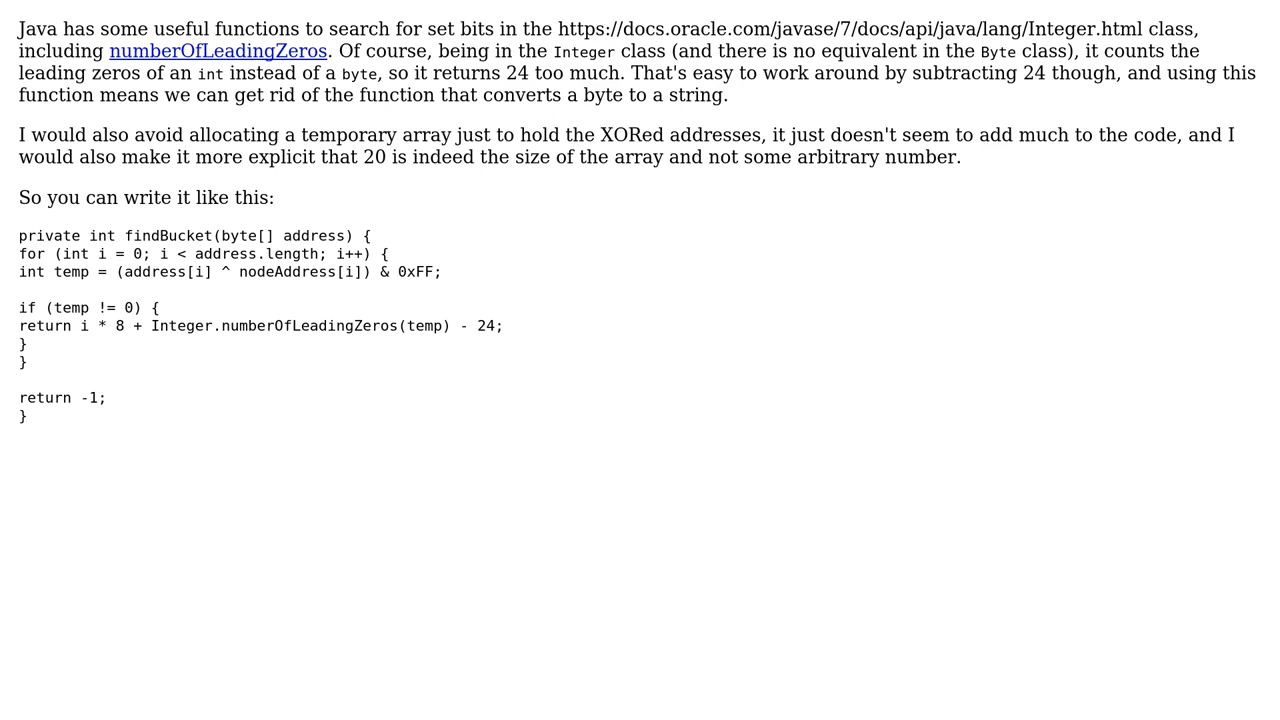 Java has some useful functions to search for set bits in the https://docs.oracle.com/javase/7/docs/api/java/lang/Integer.html class,
including numberOfLeadingZeros. Of course, being in the Integer class (and there is no equivalent in the Byte class), it counts the
leading zeros of an int instead of a byte, so it returns 24 too much. That's easy to work around by subtracting 24 though, and using this
function means we can get rid of the function that converts a byte to a string.
I would also avoid allocating a temporary array just to hold the XORed addresses, it just doesn't seem to add much to the code, and I
would also make it more explicit that 20 is indeed the size of the array and not some arbitrary number.
So you can write it like this:
private int findBucket(byte[] address) {
for (int i = 0; i < address.length; i++) {
int temp = (address[i] ^ nodeAddress[i]) & 0xFF;
if (temp != 0) {
return i * 8 + Integer.numberOfLeadingZeros(temp) - 24;
}
}
return -1;
}